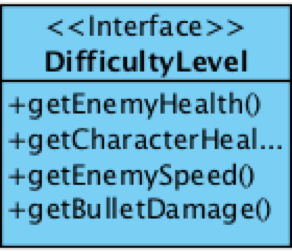 <<Interface>>
DifficultyLevel
+getEnemyHealth()
+getCharacterHeal...
+getEnemySpeed()
+getBulletDamage()